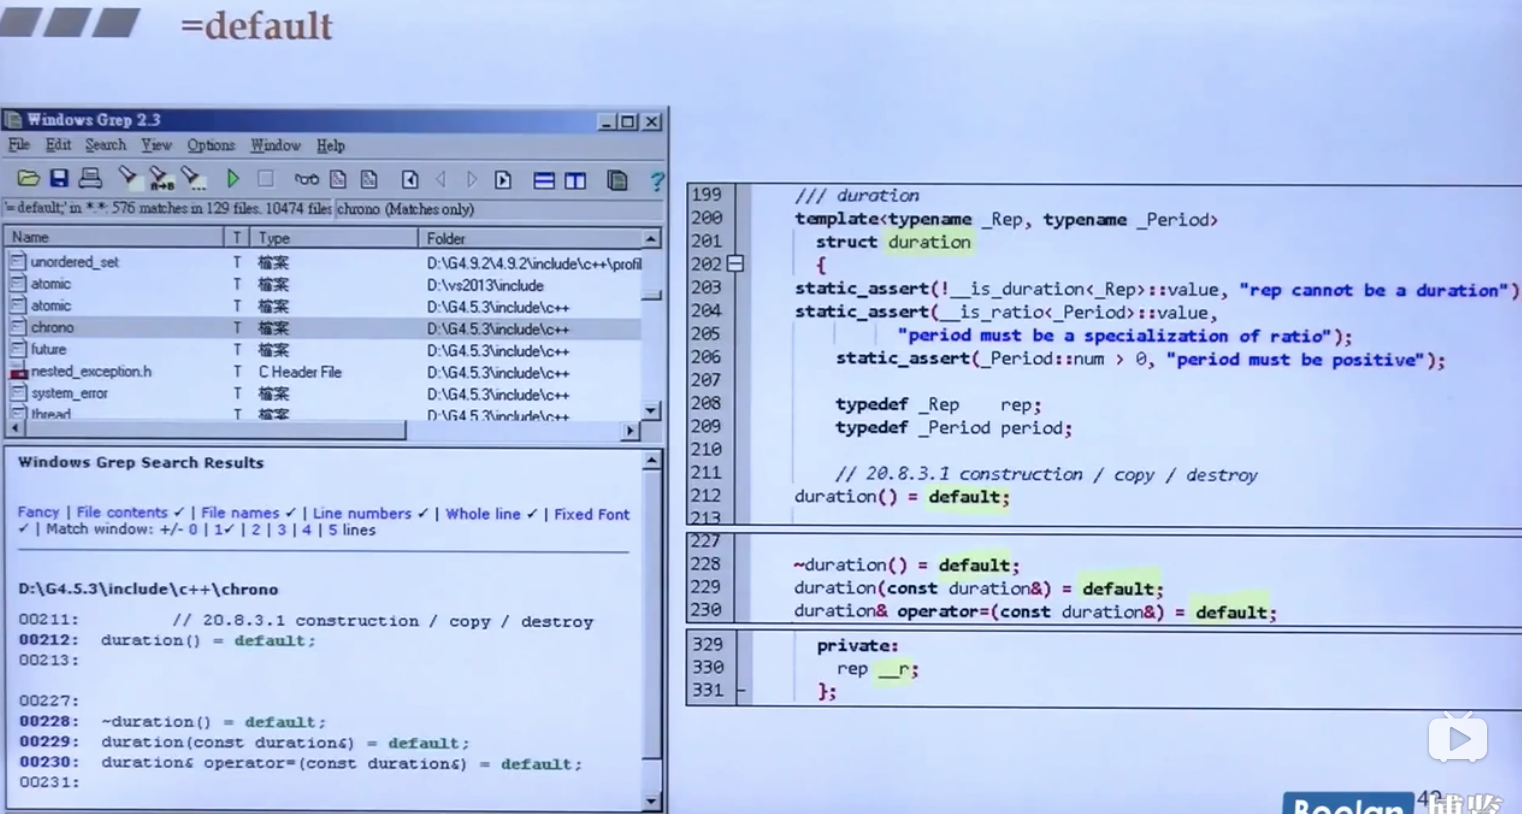 =default
Windows Grep 2.3
File Edit Search View Options Window Help
'= default;' in *.*: 576 matches in 129 files. 10474 files chrono (Matches only)
Name T Type Folder
unordered_set T 檔案 D:\G4.9.2\4.9.2\include\c++\profil
atomic T 檔案 D:\vs2013\include
atomic T 檔案 D:\G4.5.3\include\c++
chrono T 檔案 D:\G4.5.3\include\c++
future T 檔案 D:\G4.5.3\include\c++
nested_exception.h T C Header File D:\G4.5.3\include\c++
system_error T 檔案 D:\G4.5.3\include\c++
thread T 檔案 D:\G4.5.3\include\c++
Windows Grep Search Results
Fancy | File contents ✓ | File names ✓ | Line numbers ✓ | Whole line ✓ | Fixed Font
✓ | Match window: +/- 0 | 1✓ | 2 | 3 | 4 | 5 lines
D:\G4.5.3\include\c++\chrono
00211: // 20.8.3.1 construction / copy / destroy
00212: duration() = default;
00213:
00227:
00228: ~duration() = default;
00229: duration(const duration&) = default;
00230: duration& operator=(const duration&) = default;
00231:
199 /// duration
200 template<typename _Rep, typename _Period>
201 struct duration
202 {
203 static_assert(!__is_duration<_Rep>::value, "rep cannot be a duration")
204 static_assert(__is_ratio<_Period>::value,
205 "period must be a specialization of ratio");
206 static_assert(_Period::num > 0, "period must be positive");
207
208 typedef _Rep rep;
209 typedef _Period period;
210
211 // 20.8.3.1 construction / copy / destroy
212 duration() = default;
213
227
228 ~duration() = default;
229 duration(const duration&) = default;
230 duration& operator=(const duration&) = default;
329 private:
330 rep __r;
331 };
Boolan 博览